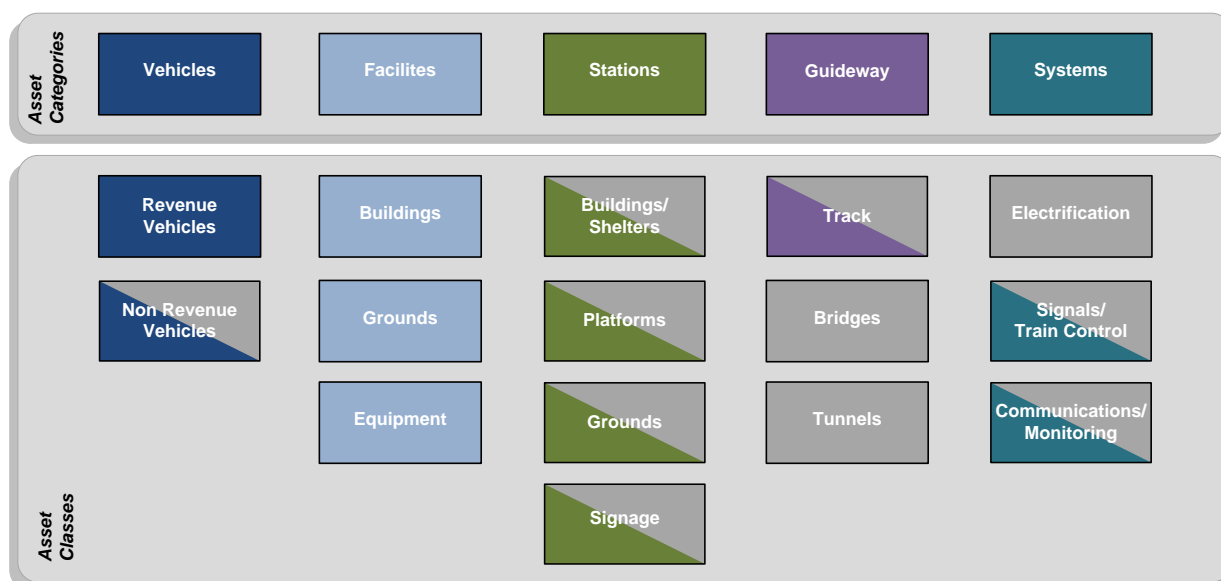 Asset
Categories
Vehicles
Facilites
Stations
Guideway
Systems
Asset
Classes
Revenue
Vehicles
Buildings
Buildings/
Shelters
Track
Electrification
Non Revenue
Vehicles
Grounds
Platforms
Bridges
Signals/
Train Control
Equipment
Grounds
Tunnels
Communications/
Monitoring
Signage